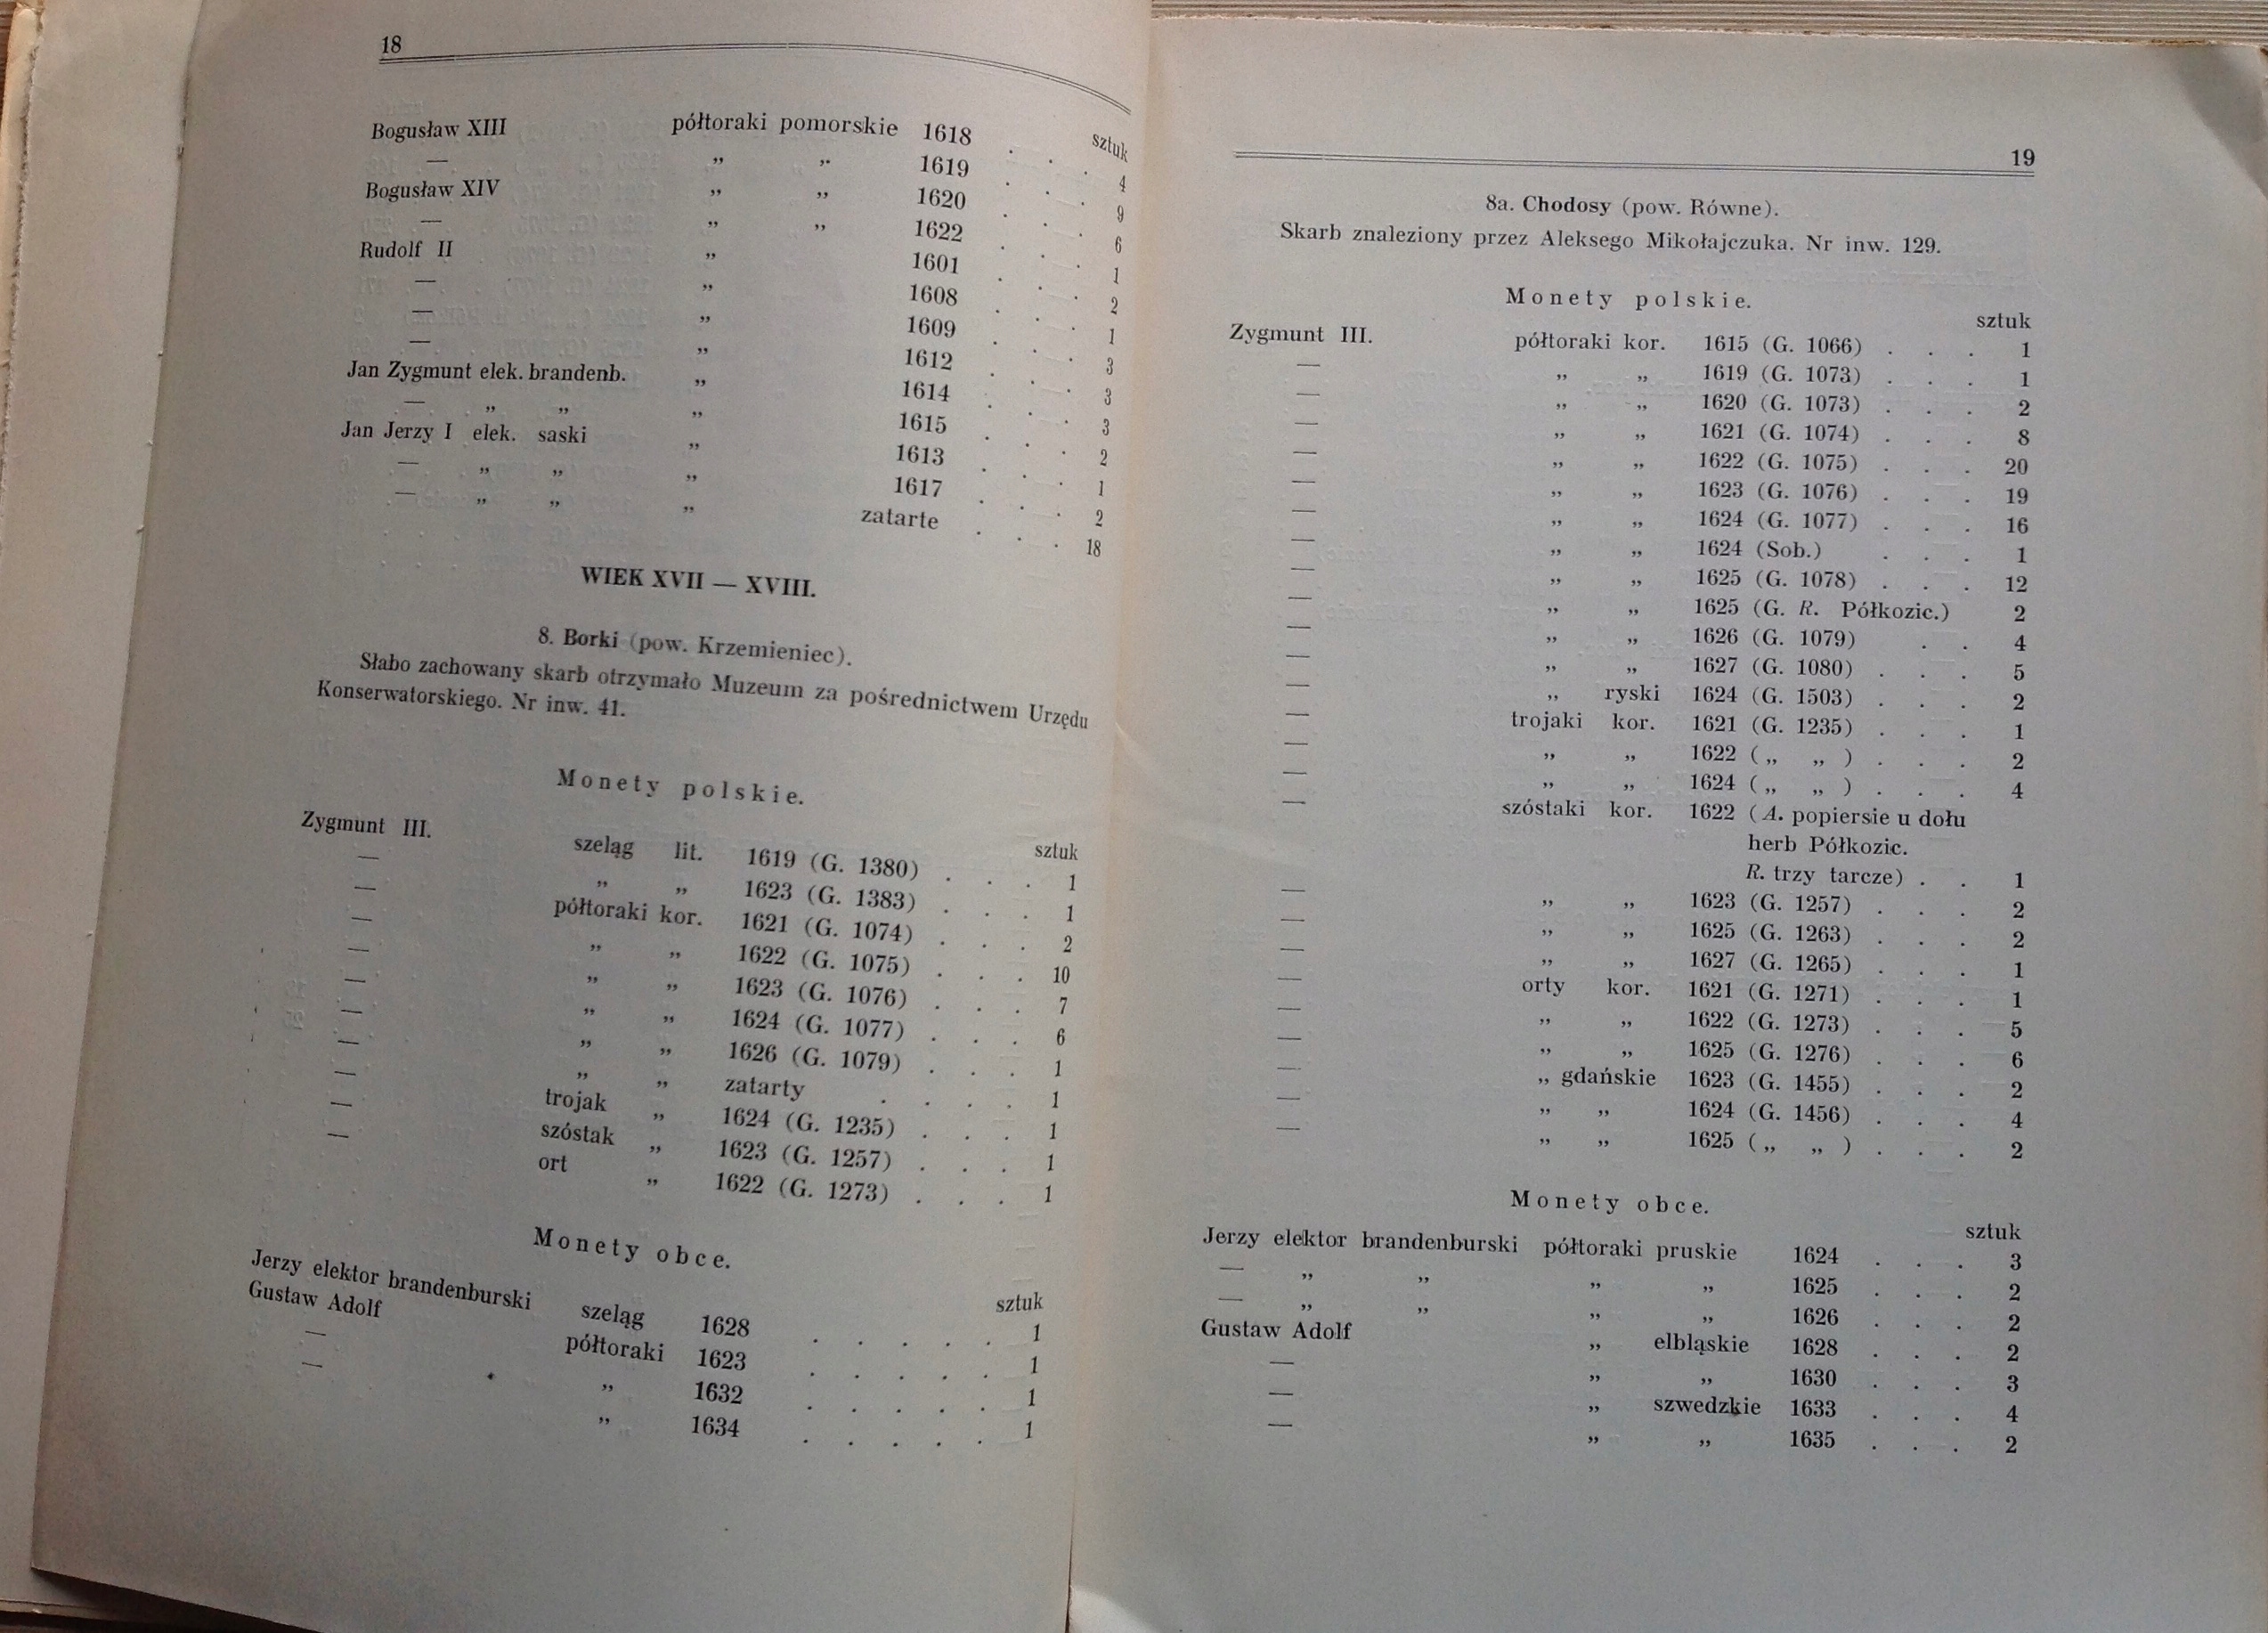 18
sztuk
Bogusław XIII półtoraki pomorskie 1618 . . . 4
— „ „ 1619 . . . 9
Bogusław XIV „ „ 1620 . . . 6
— „ „ 1622 . . . 1
Rudolf II „ 1601 . . . 2
— „ 1608 . . . 1
— „ 1609 . . . 3
— „ 1612 . . . 3
Jan Zygmunt elek. brandenb. „ 1614 . . . 3
— „ „ „ 1615 . . . 2
Jan Jerzy I elek. saski „ 1613 . . . 1
— „ „ „ 1617 . . . 2
— „ „ „ zatarte . . . 18
WIEK XVII — XVIII.
8. Borki (pow. Krzemieniec).
Słabo zachowany skarb otrzymało Muzeum za pośrednictwem Urzędu
Konserwatorskiego. Nr inw. 41.
Monety polskie.
sztuk
Zygmunt III. szeląg lit. 1619 (G. 1380) . . . 1
— „ „ 1623 (G. 1383) . . . 1
— półtoraki kor. 1621 (G. 1074) . . . 2
— „ „ 1622 (G. 1075) . . . 10
— „ „ 1623 (G. 1076) . . . 7
— „ „ 1624 (G. 1077) . . . 6
— „ „ 1626 (G. 1079) . . . 1
— „ „ zatarty . . . . 1
— trojak „ 1624 (G. 1235) . . . 1
— szóstak „ 1623 (G. 1257) . . . 1
— ort „ 1622 (G. 1273) . . . 1
Monety obce.
sztuk
Jerzy elektor brandenburski szeląg 1628 . . . . . 1
Gustaw Adolf półtoraki 1623 . . . . . 1
— „ 1632 . . . . . 1
— „ 1634 . . . . . 1
19
8a. Chodosy (pow. Równe).
Skarb znaleziony przez Aleksego Mikołajczuka. Nr inw. 129.
Monety polskie.
sztuk
Zygmunt III. półtoraki kor. 1615 (G. 1066) . . . 1
— „ „ 1619 (G. 1073) . . . 1
— „ „ 1620 (G. 1073) . . . 2
— „ „ 1621 (G. 1074) . . . 8
— „ „ 1622 (G. 1075) . . . 20
— „ „ 1623 (G. 1076) . . . 19
— „ „ 1624 (G. 1077) . . . 16
— „ „ 1624 (Sob.) . . . 1
— „ „ 1625 (G. 1078) . . . 12
— „ „ 1625 (G. R. Półkozic.) 2
— „ „ 1626 (G. 1079) . . 4
— „ „ 1627 (G. 1080) . . . 5
— „ ryski 1624 (G. 1503) . . . 2
— trojaki kor. 1621 (G. 1235) . . . 1
— „ „ 1622 („ „ ) . . . 2
— „ „ 1624 („ „ ) . . . 4
— szóstaki kor. 1622 (A. popiersie u dołu
herb Półkozic.
R. trzy tarcze) . . 1
— „ „ 1623 (G. 1257) . . . 2
— „ „ 1625 (G. 1263) . . . 2
— „ „ 1627 (G. 1265) . . . 1
— orty kor. 1621 (G. 1271) . . . 1
— „ „ 1622 (G. 1273) . . . 5
— „ „ 1625 (G. 1276) . . . 6
— „ gdańskie 1623 (G. 1455) . . . 2
— „ „ 1624 (G. 1456) . . . 4
— „ „ 1625 („ „ ) . . . 2
Monety obce.
sztuk
Jerzy elektor brandenburski półtoraki pruskie 1624 . . . 3
— „ „ „ „ 1625 . . . 2
— „ „ „ „ 1626 . . . 2
Gustaw Adolf „ elbląskie 1628 . . . 2
— „ „ 1630 . . . 3
— „ szwedzkie 1633 . . . 4
— „ „ 1635 . . . 2